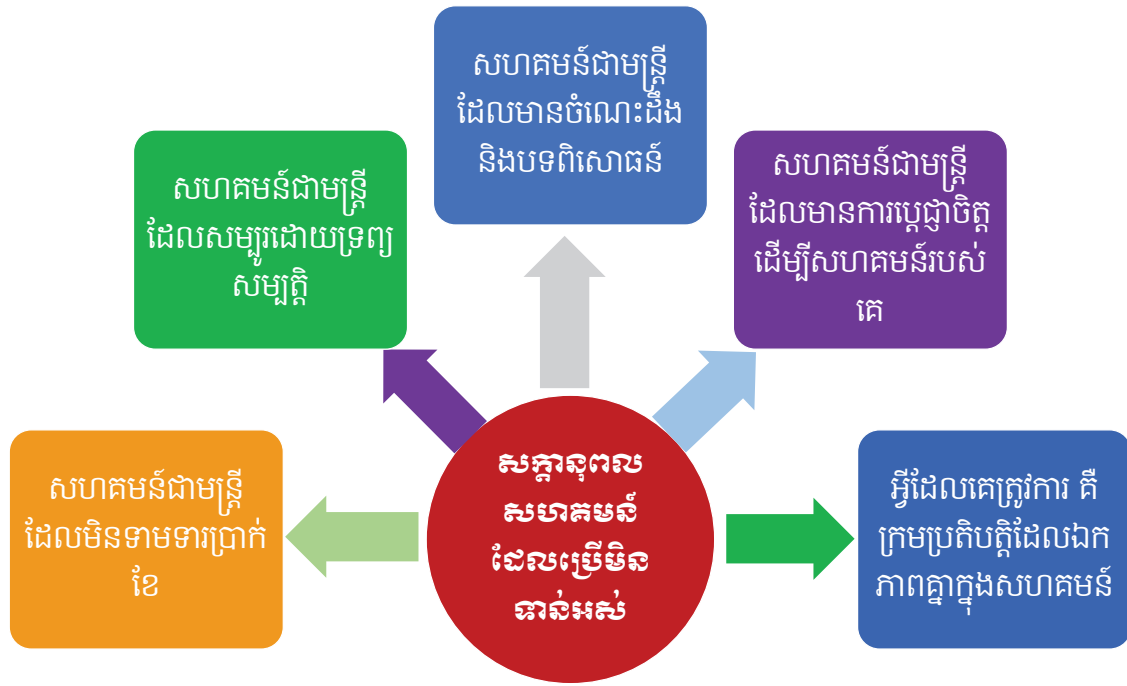 សហគមន៍ជាមន្ត្រី
ដែលមានចំណេះដឹង
និងបទពិសោធន៍
សហគមន៍ជាមន្ត្រី
ដែលសម្បូរដោយទ្រព្យ
សម្បត្តិ
សហគមន៍ជាមន្ត្រី
ដែលមានការប្តេជ្ញាចិត្ត
ដើម្បីសហគមន៍របស់
គេ
សហគមន៍ជាមន្ត្រី
ដែលមិនទាមទារប្រាក់
ខែ
សក្តានុពល
សហគមន៍
ដែលប្រើមិន
ទាន់អស់
អ្វីដែលគេត្រូវការ គឺ
ក្រមប្រតិបត្តិដែលឯក
ភាពគ្នាក្នុងសហគមន៍